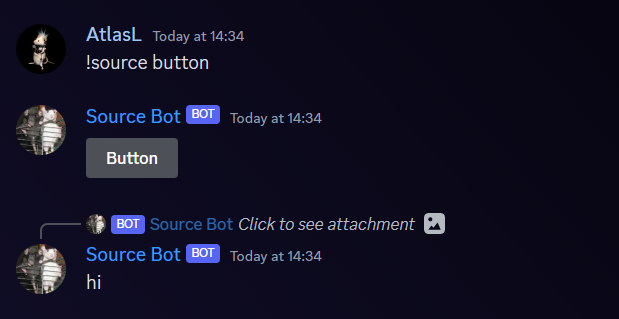 AtlasL Today at 14:34
!source button
Source Bot BOT Today at 14:34
Button
BOT Source Bot Click to see attachment
Source Bot BOT Today at 14:34
hi